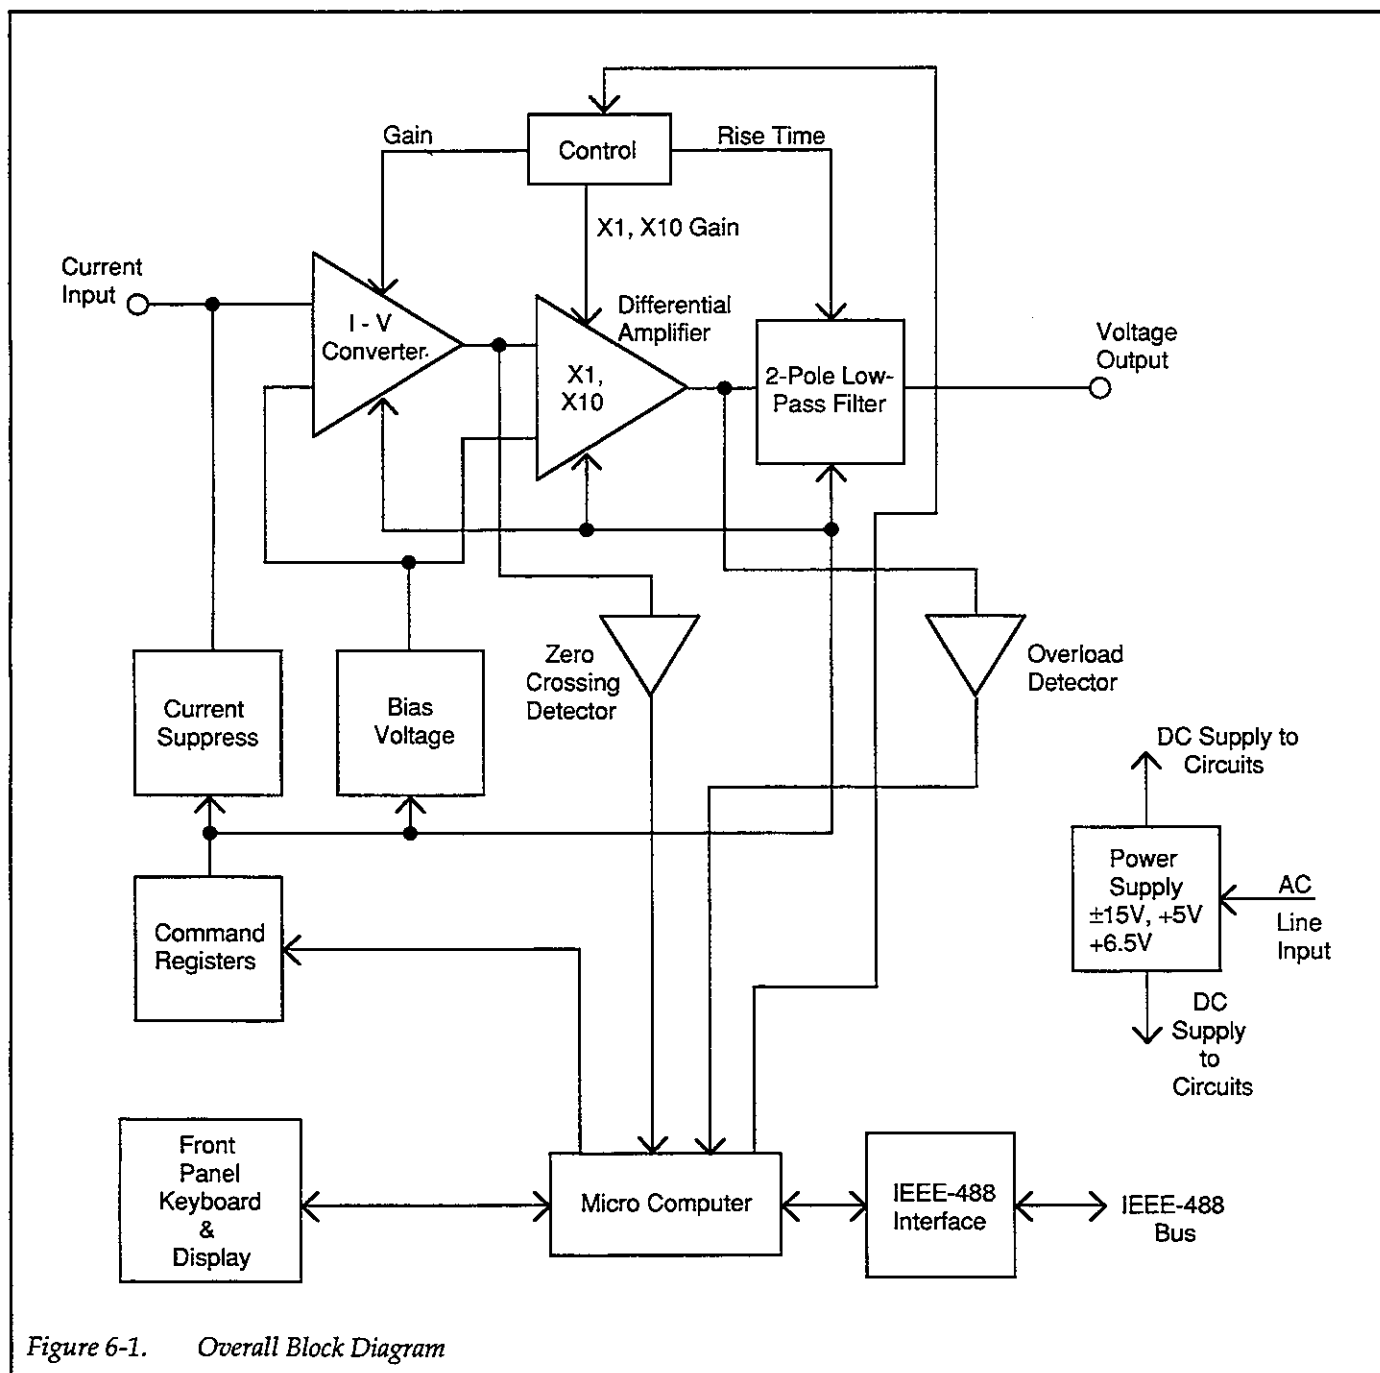 Control
Gain
Rise Time
X1, X10 Gain
Current
Input
I - V
Converter
Differential
Amplifier
X1,
X10
2-Pole Low-
Pass Filter
Voltage
Output
Zero
Crossing
Detector
Overload
Detector
Current
Suppress
Bias
Voltage
DC Supply to
Circuits
Power
Supply
±15V, +5V
+6.5V
AC
Line
Input
DC
Supply
to
Circuits
Command
Registers
Front
Panel
Keyboard
&
Display
Micro Computer
IEEE-488
Interface
IEEE-488
Bus
Figure 6-1. Overall Block Diagram